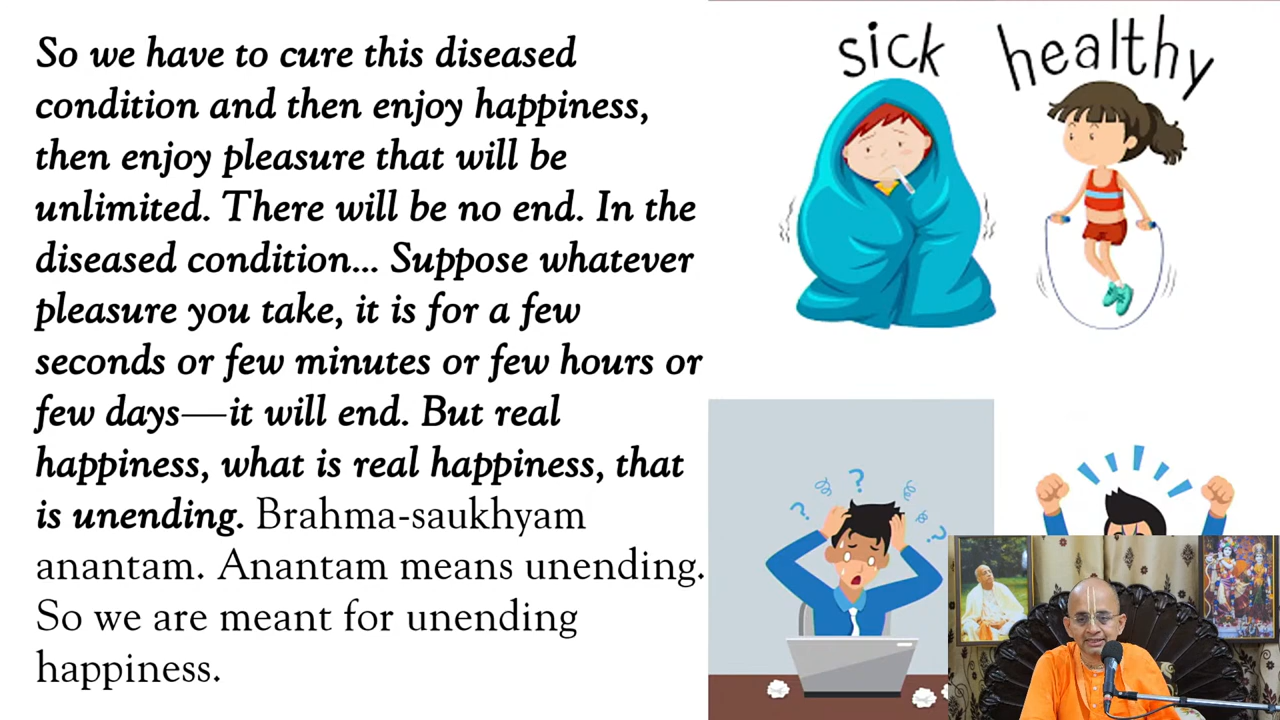 So we have to cure this diseased
condition and then enjoy happiness,
then enjoy pleasure that will be
unlimited. There will be no end. In the
diseased condition... Suppose whatever
pleasure you take, it is for a few
seconds or few minutes or few hours or
few days—it will end. But real
happiness, what is real happiness, that
is unending. Brahma-saukhyam
anantam. Anantam means unending.
So we are meant for unending
happiness.
sick healthy
? ? ?